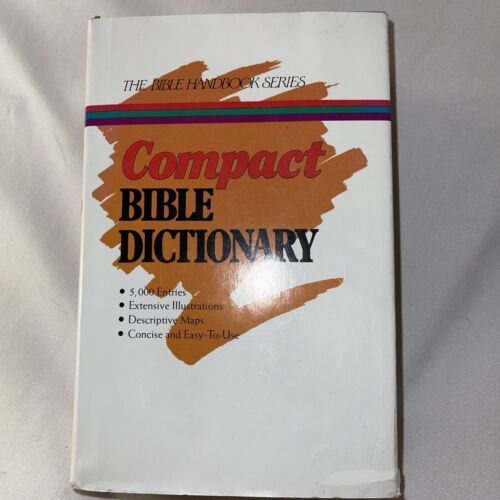 THE BIBLE HANDBOOK SERIES
Compact
BIBLE
DICTIONARY
• 5,000 Entries
• Extensive Illustrations
• Descriptive Maps
• Concise and Easy-To-Use